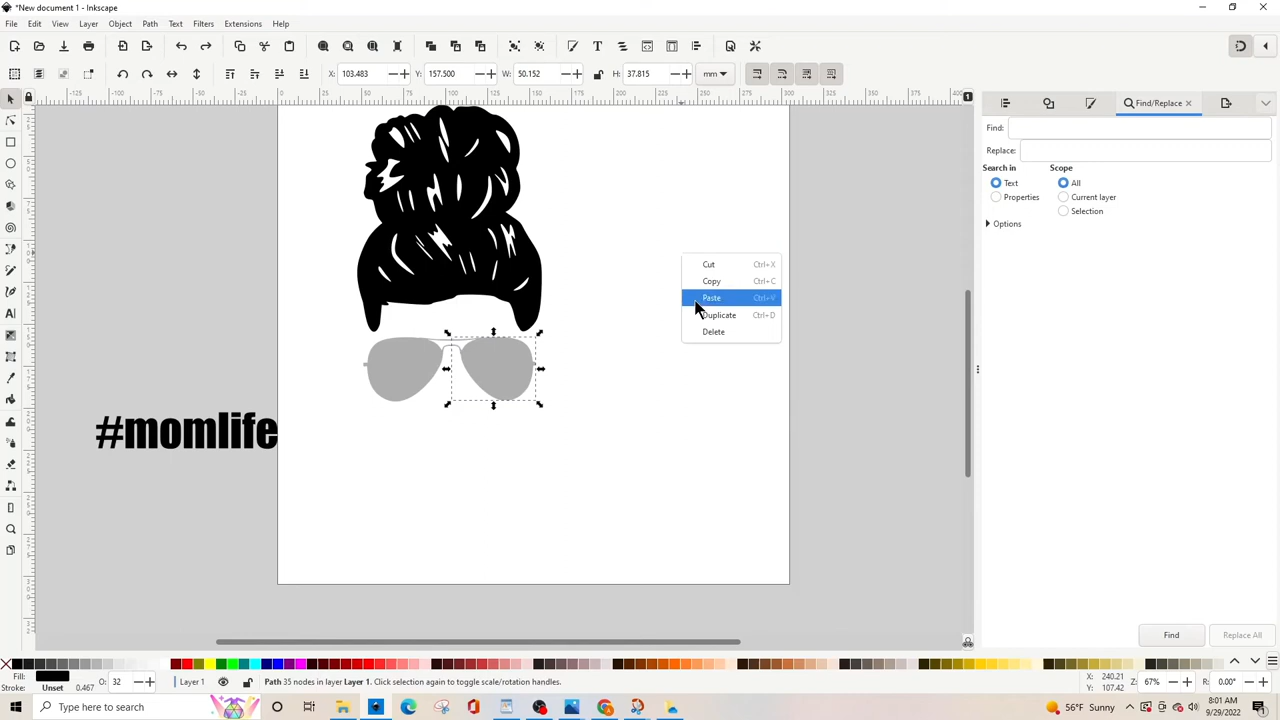 *New document 1 - Inkscape
File Edit View Layer Object Path Filters Text Extensions Help
X: 103.483 Y: 157.500 W: 50.152 H: 37.815 mm
Find/Replace
Find:
Replace:
Search in Scope
Text All
Properties Current layer
Selection
Options
Cut Ctrl+X
Copy Ctrl+C
Paste Ctrl+V
Duplicate Ctrl+D
Delete
#momlife
Find Replace All
Fill:
Stroke: Unset 0.467
O: 32
Layer 1
Path 35 nodes in layer Layer 1. Click selection again to toggle scale/rotation handles.
X: 240.21
Y: 107.42
Z: 67%
R: 0.00°
Type here to search
56°F Sunny
8:01 AM
9/29/2022